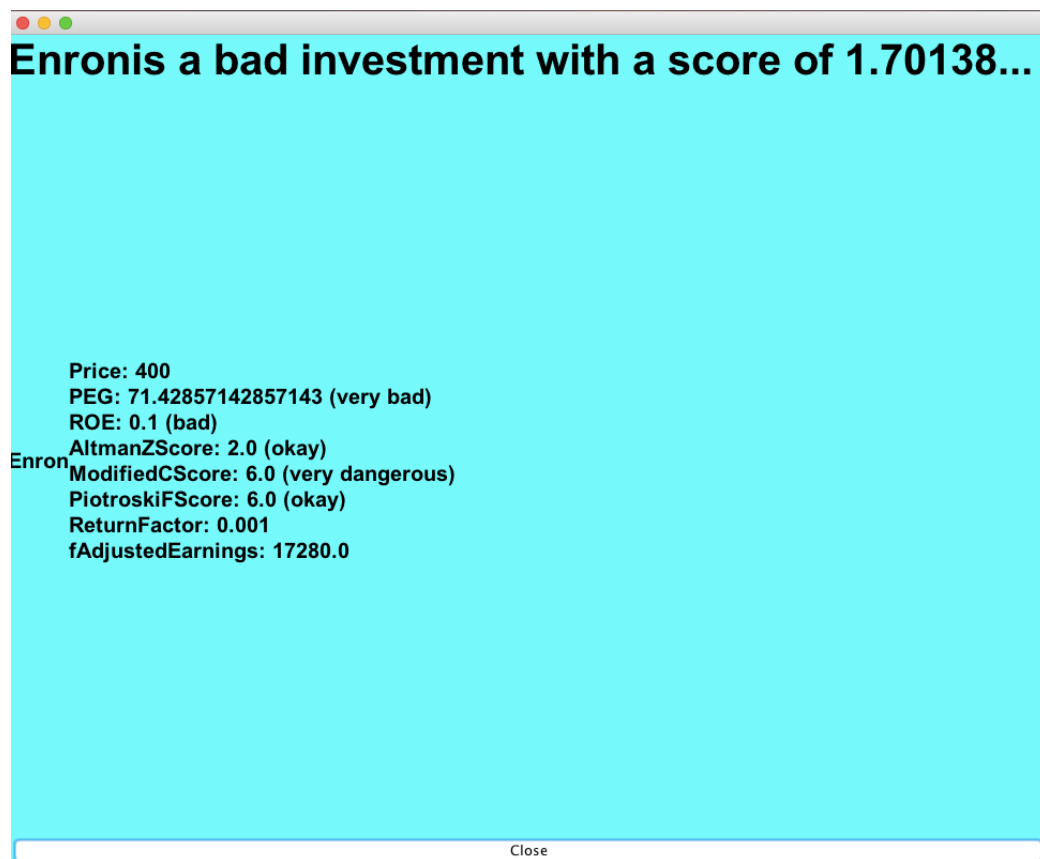 Enronis a bad investment with a score of 1.70138...
Price: 400
PEG: 71.42857142857143 (very bad)
ROE: 0.1 (bad)
AltmanZScore: 2.0 (okay)
Enron
ModifiedCScore: 6.0 (very dangerous)
PiotroskiFScore: 6.0 (okay)
ReturnFactor: 0.001
fAdjustedEarnings: 17280.0
Close